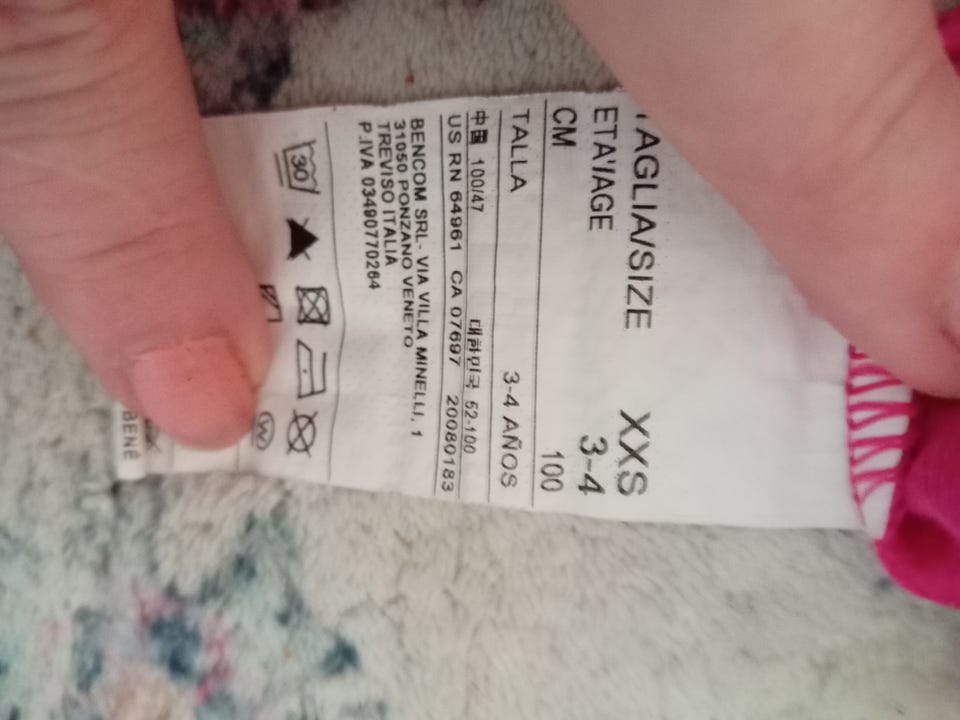 TAGLIA/SIZE XXS
ETA'/AGE 3-4
CM 100
TALLA 3-4 AÑOS
中国 100/47 대한민국 52-100
US RN 64961 CA 07697 20080183
BENCOM SRL- VIA VILLA MINELLI, 1
31050 PONZANO VENETO
TREVISO ITALIA
P.IVA 03490770264
30
W
BENE